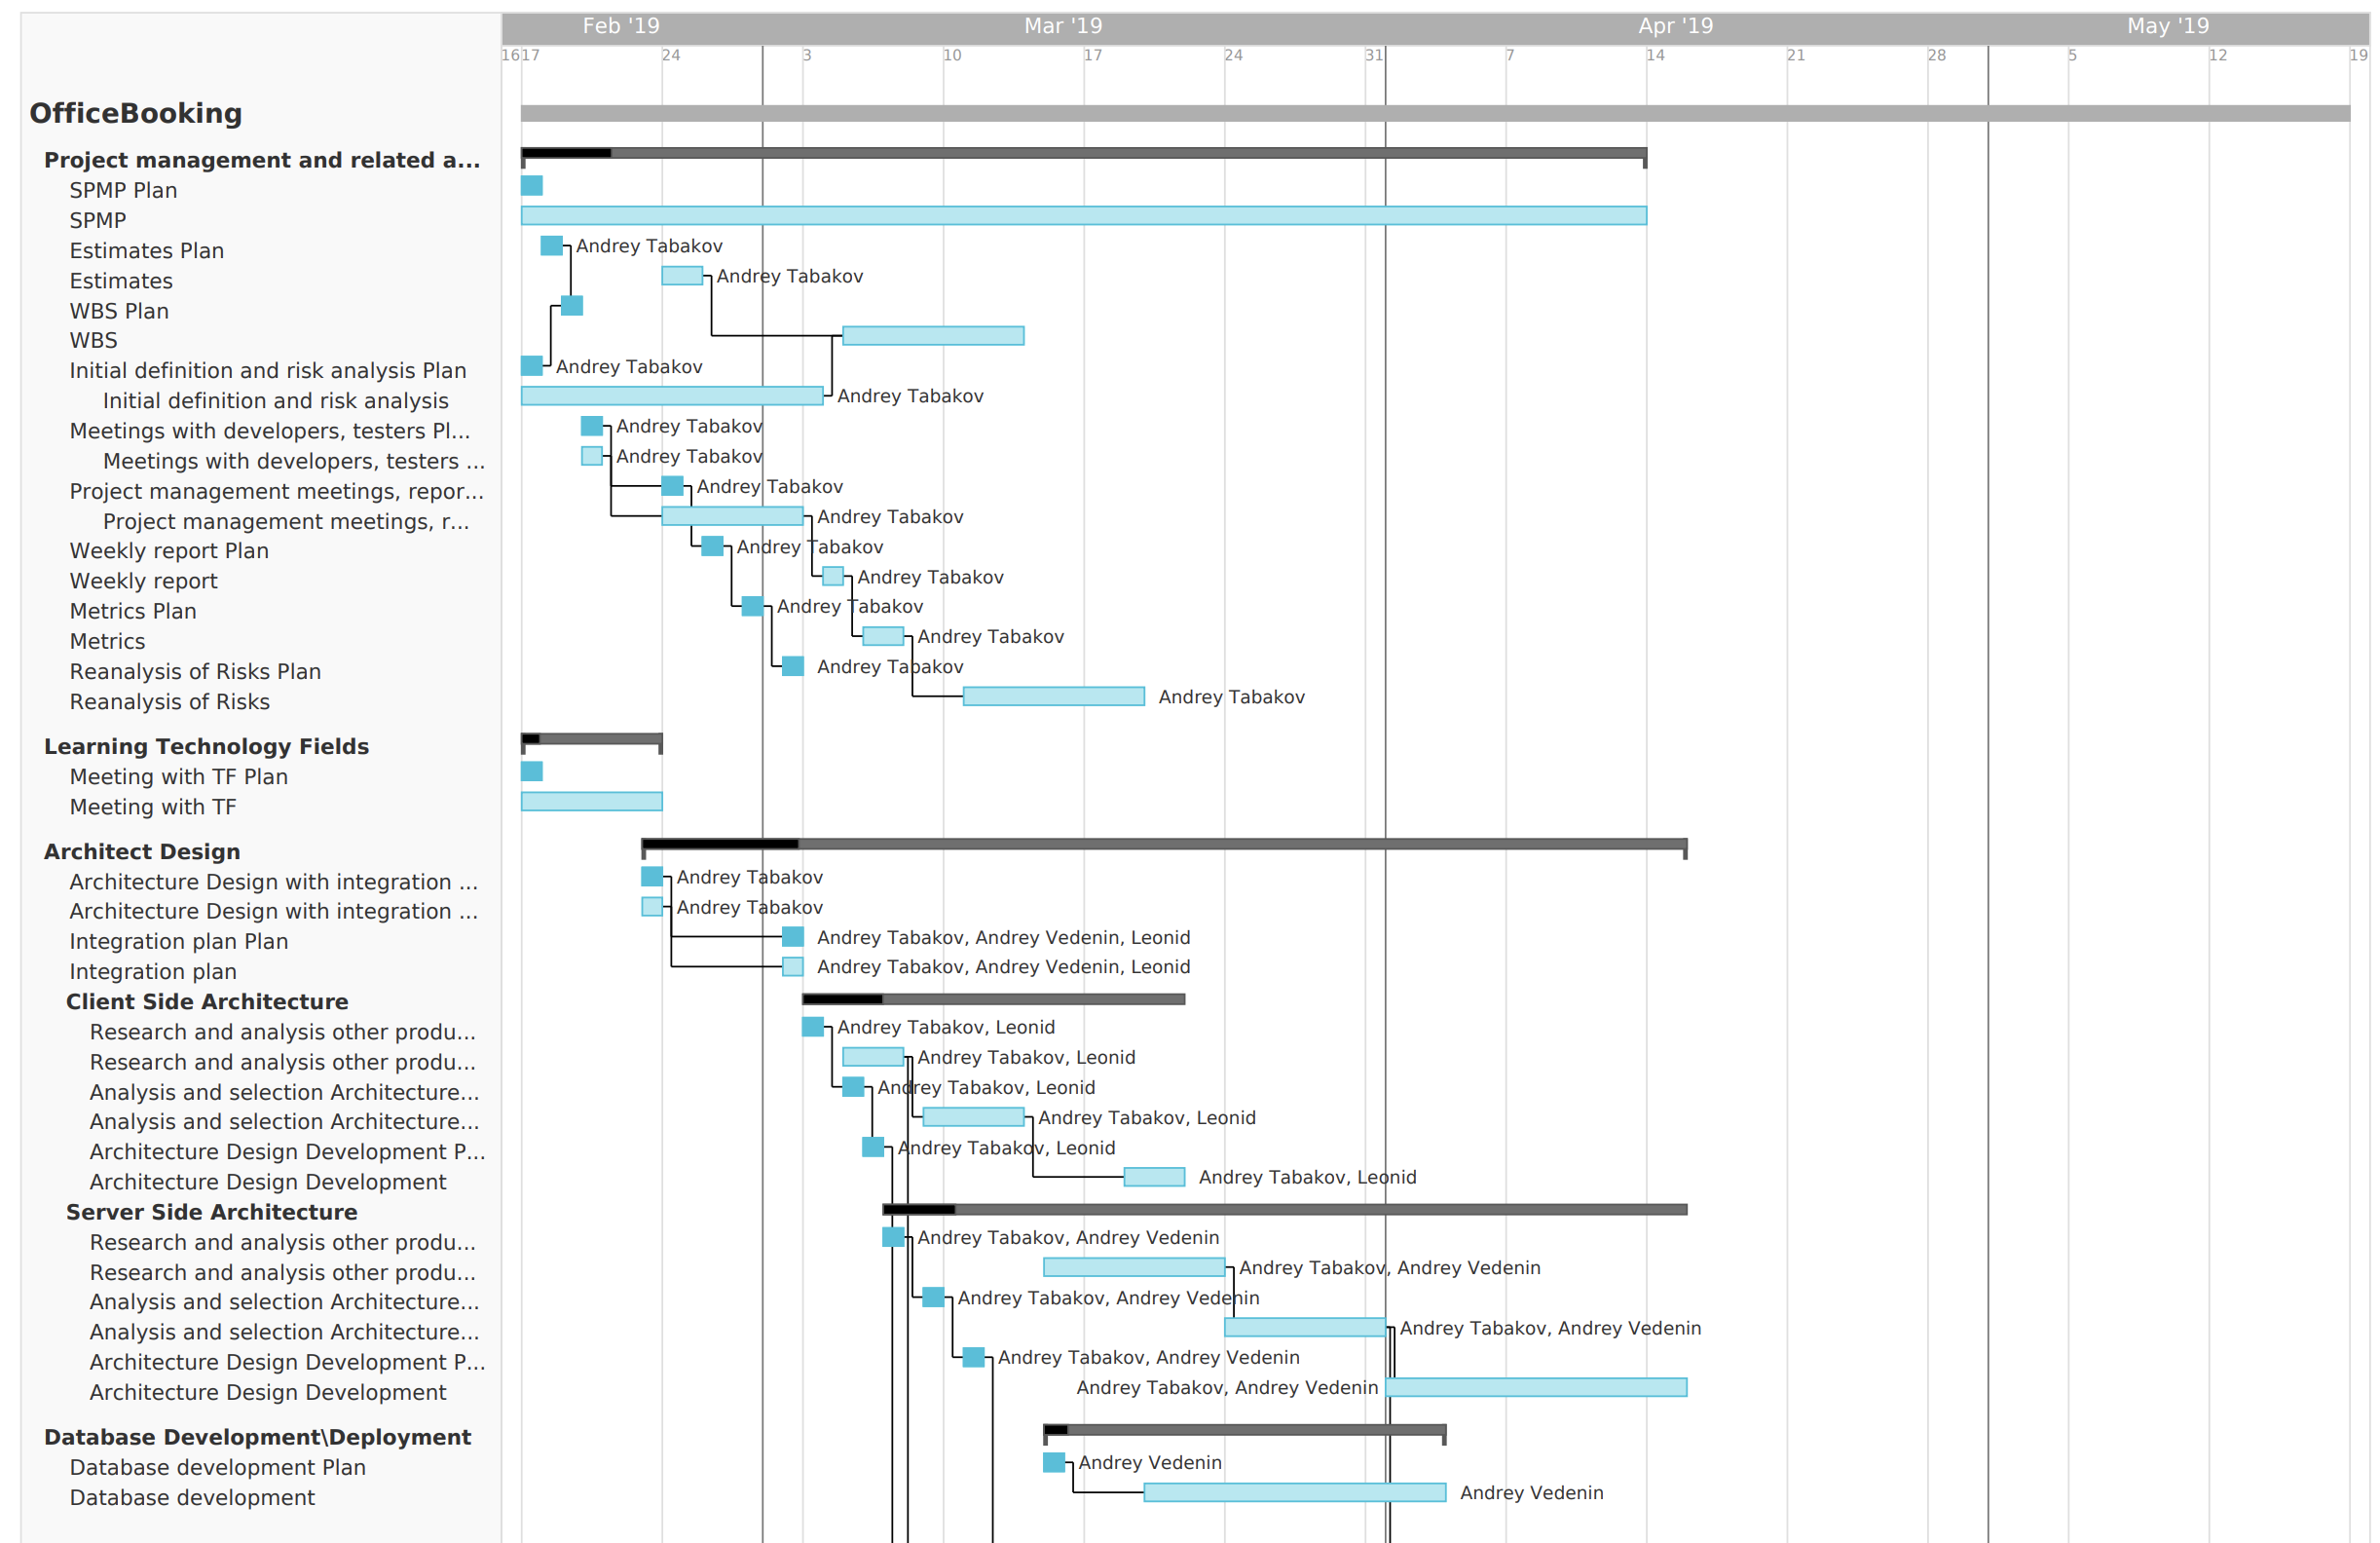 Feb '19 Mar '19 Apr '19 May '19
16 17 24 3 10 17 24 31 7 14 21 28 5 12 19
OfficeBooking
Project management and related a...
SPMP Plan
SPMP
Estimates Plan Andrey Tabakov
Estimates Andrey Tabakov
WBS Plan
WBS
Initial definition and risk analysis Plan Andrey Tabakov
Initial definition and risk analysis Andrey Tabakov
Meetings with developers, testers Pl... Andrey Tabakov
Meetings with developers, testers ... Andrey Tabakov
Project management meetings, repor... Andrey Tabakov
Project management meetings, r... Andrey Tabakov
Weekly report Plan Andrey Tabakov
Weekly report Andrey Tabakov
Metrics Plan Andrey Tabakov
Metrics Andrey Tabakov
Reanalysis of Risks Plan Andrey Tabakov
Reanalysis of Risks Andrey Tabakov
Learning Technology Fields
Meeting with TF Plan
Meeting with TF
Architect Design
Architecture Design with integration ... Andrey Tabakov
Architecture Design with integration ... Andrey Tabakov
Integration plan Plan Andrey Tabakov, Andrey Vedenin, Leonid
Integration plan Andrey Tabakov, Andrey Vedenin, Leonid
Client Side Architecture
Research and analysis other produ... Andrey Tabakov, Leonid
Research and analysis other produ... Andrey Tabakov, Leonid
Analysis and selection Architecture... Andrey Tabakov, Leonid
Analysis and selection Architecture... Andrey Tabakov, Leonid
Architecture Design Development P... Andrey Tabakov, Leonid
Architecture Design Development Andrey Tabakov, Leonid
Server Side Architecture
Research and analysis other produ... Andrey Tabakov, Andrey Vedenin
Research and analysis other produ... Andrey Tabakov, Andrey Vedenin
Analysis and selection Architecture... Andrey Tabakov, Andrey Vedenin
Analysis and selection Architecture... Andrey Tabakov, Andrey Vedenin
Architecture Design Development P... Andrey Tabakov, Andrey Vedenin
Architecture Design Development Andrey Tabakov, Andrey Vedenin
Database Development\Deployment
Database development Plan Andrey Vedenin
Database development Andrey Vedenin